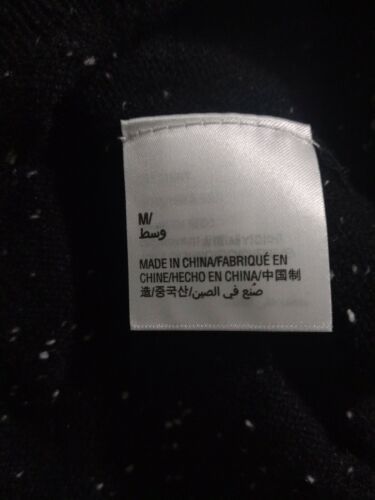 M/
وسط
MADE IN CHINA/FABRIQUÉ EN
CHINE/HECHO EN CHINA/中国制
造/중국산/صُنع في الصين